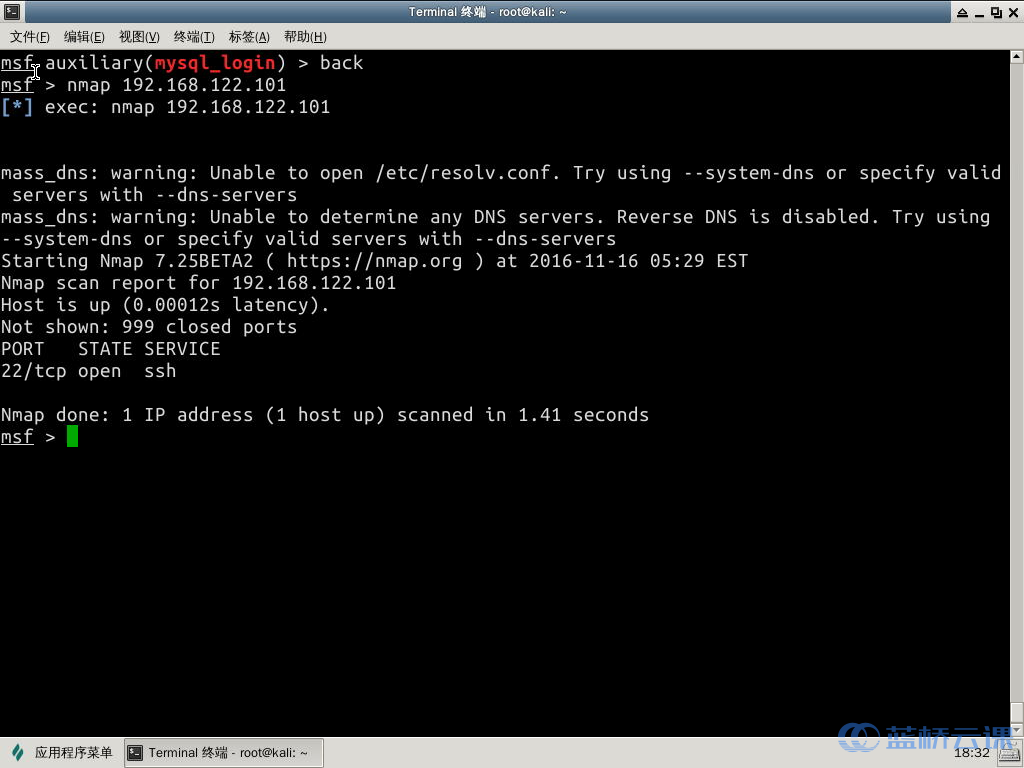 Terminal 终端 - root@kali: ~
文件(F) 编辑(E) 视图(V) 终端(T) 标签(A) 帮助(H)
msf auxiliary(mysql_login) > back
msf > nmap 192.168.122.101
[*] exec: nmap 192.168.122.101
mass_dns: warning: Unable to open /etc/resolv.conf. Try using --system-dns or specify valid
servers with --dns-servers
mass_dns: warning: Unable to determine any DNS servers. Reverse DNS is disabled. Try using
--system-dns or specify valid servers with --dns-servers
Starting Nmap 7.25BETA2 ( https://nmap.org ) at 2016-11-16 05:29 EST
Nmap scan report for 192.168.122.101
Host is up (0.00012s latency).
Not shown: 999 closed ports
PORT   STATE SERVICE
22/tcp open  ssh
Nmap done: 1 IP address (1 host up) scanned in 1.41 seconds
msf >
蓝桥云课
应用程序菜单 Terminal 终端 - root@kali: ~ 18:32